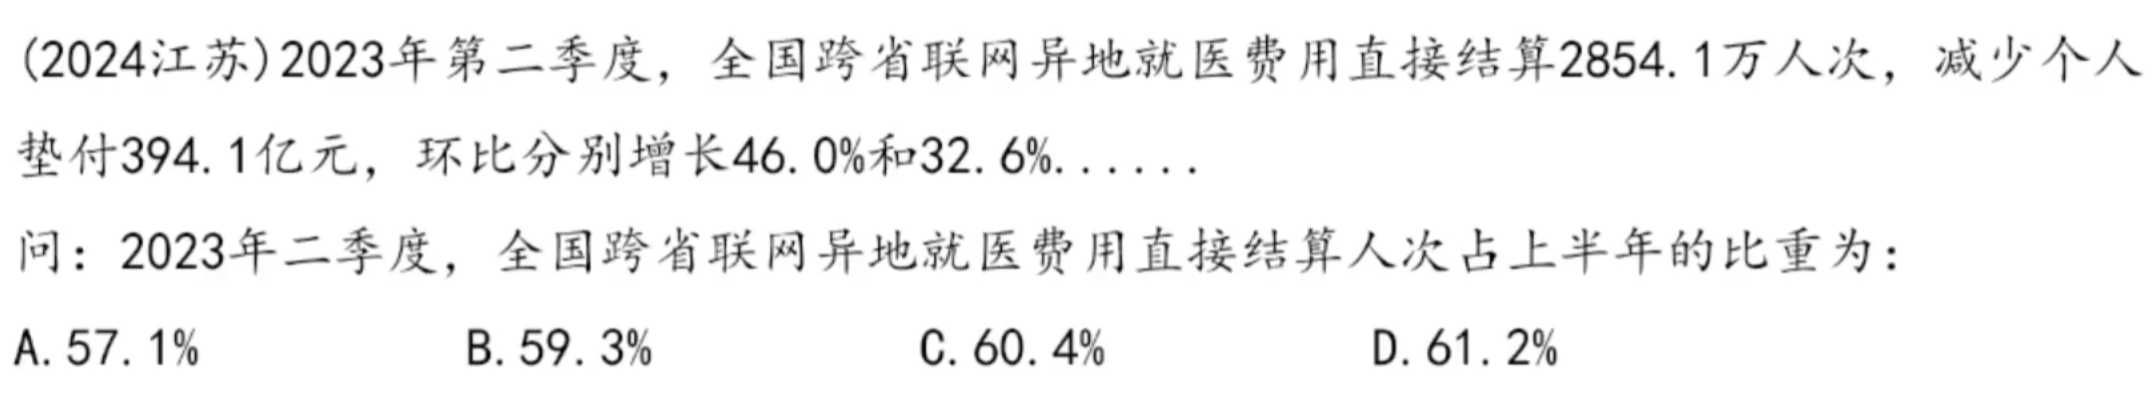 (2024江苏)2023年第二季度，全国跨省联网异地就医费用直接结算2854.1万人次，减少个人
垫付394.1亿元，环比分别增长46.0%和32.6%......
问：2023年二季度，全国跨省联网异地就医费用直接结算人次占上半年的比重为：
A.57.1% B.59.3% C.60.4% D.61.2%